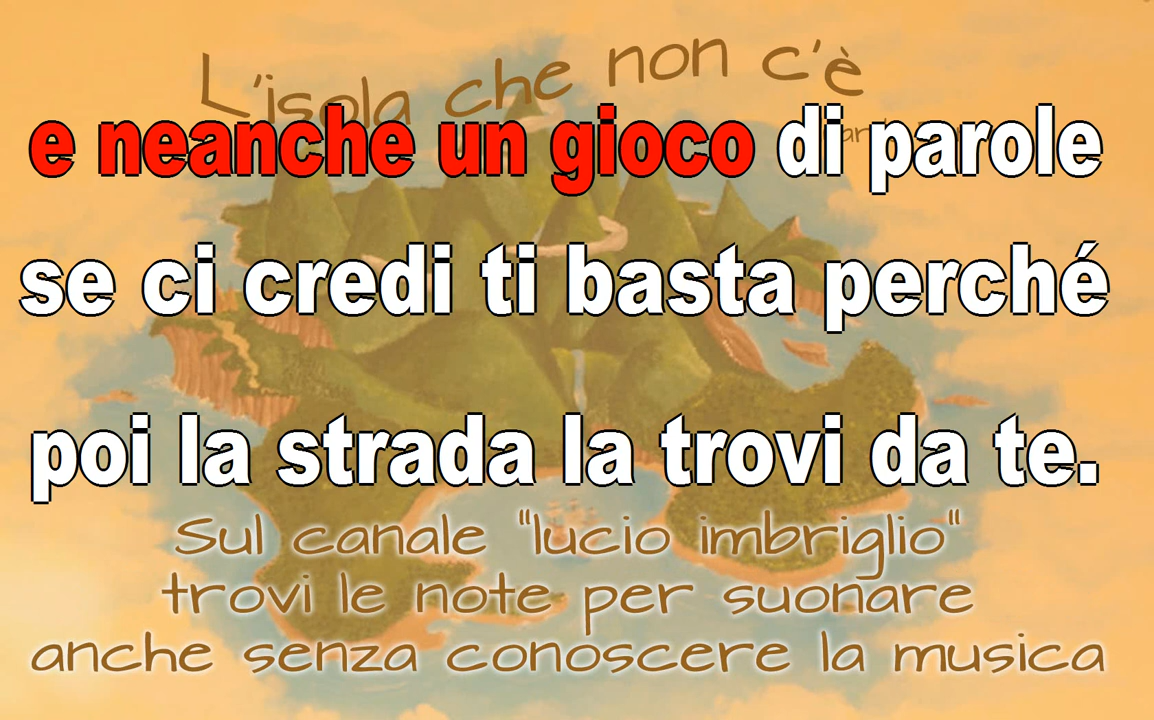 L'isola che non c'è
e neanche un gioco di parole
se ci credi ti basta perché
poi la strada la trovi da te.
Sul canale "lucio imbriglio"
trovi le note per suonare
anche senza conoscere la musica